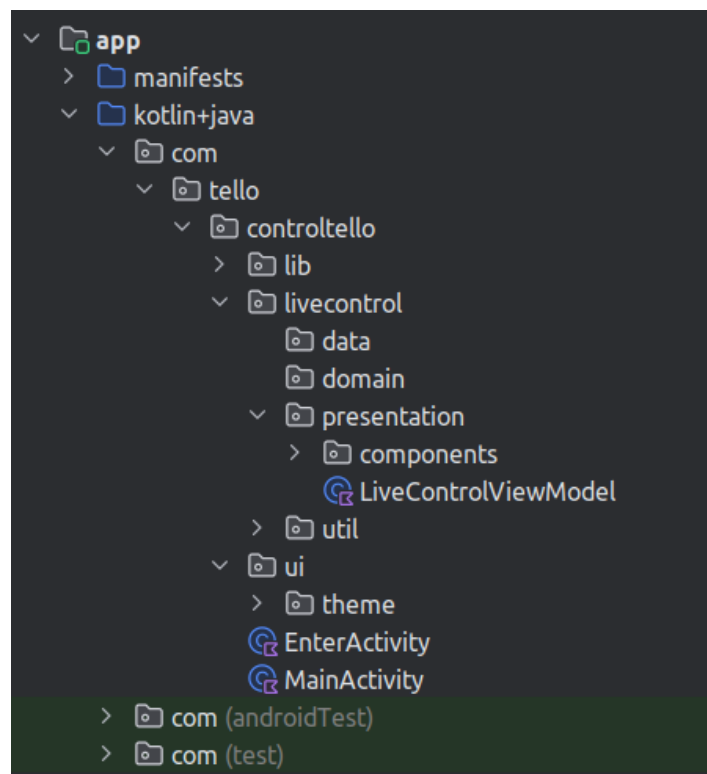 app
manifests
kotlin+java
com
tello
controltello
lib
livecontrol
data
domain
presentation
components
LiveControlViewModel
util
ui
theme
EnterActivity
MainActivity
com (androidTest)
com (test)